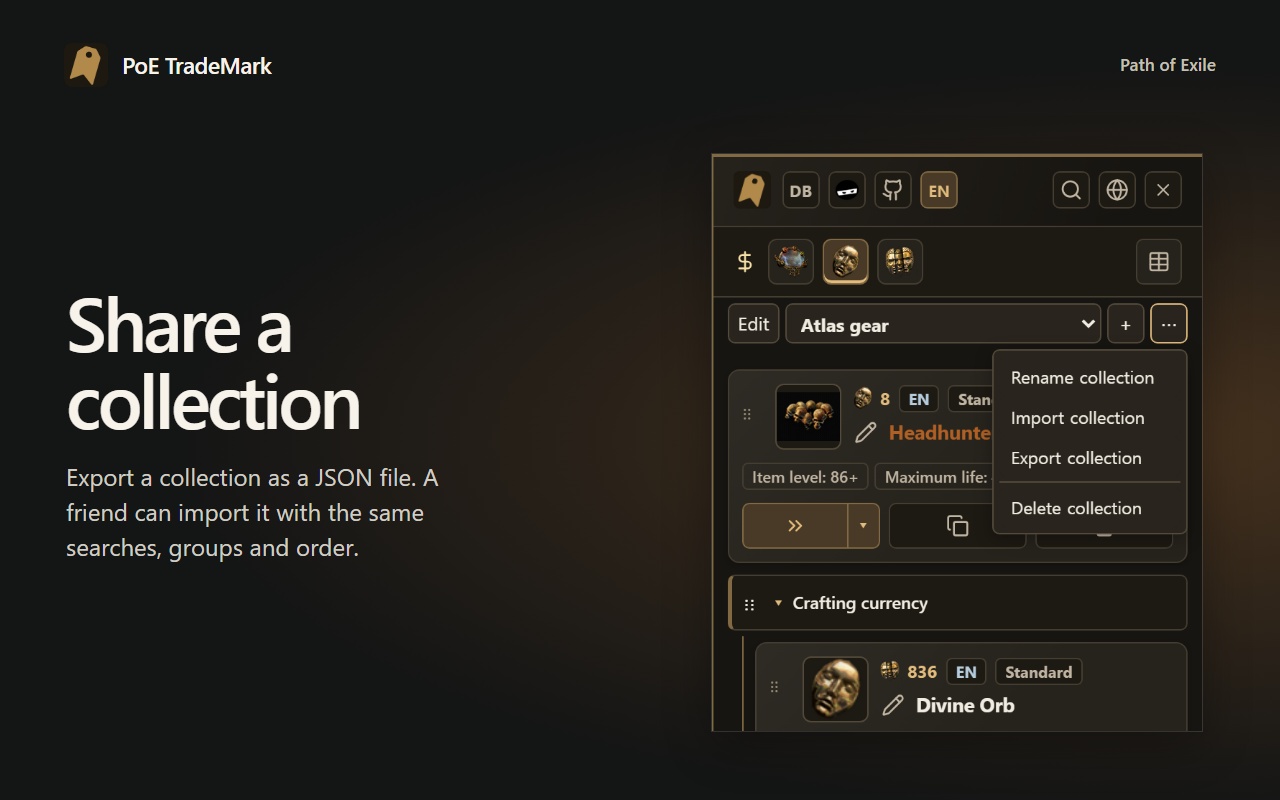 PoE TradeMark
Path of Exile
Share a
collection
Export a collection as a JSON file. A
friend can import it with the same
searches, groups and order.
DB
EN
$
Edit
Atlas gear
+
...
Rename collection
Import collection
Export collection
Delete collection
8
EN
Item level: 86+
Maximum life:
Crafting currency
836
EN
Standard
Divine Orb